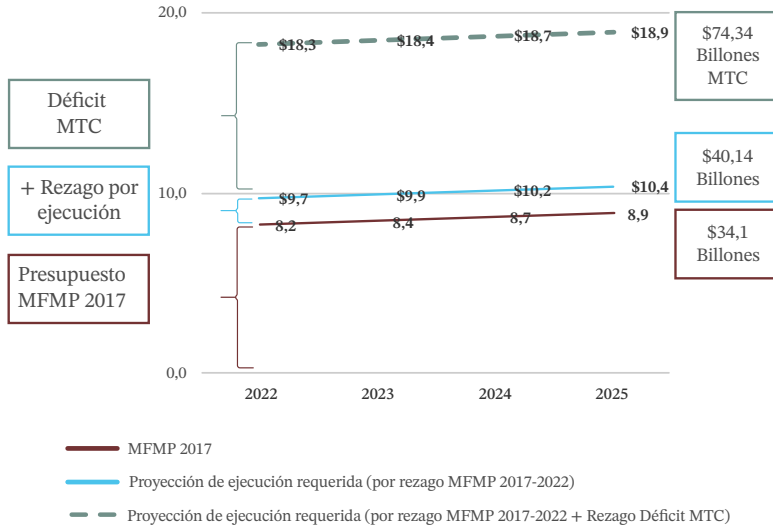 20,0
$18,3
$18,4
$18,7
$18,9
$74,34
Billones
MTC
Déficit
MTC
+ Rezago por
ejecución
10,0
$9,7
$9,9
$10,2
$10,4
$40,14
Billones
8,2
8,4
8,7
8,9
$34,1
Billones
Presupuesto
MFMP 2017
0,0
2022
2023
2024
2025
MFMP 2017
Proyección de ejecución requerida (por rezago MFMP 2017-2022)
Proyección de ejecución requerida (por rezago MFMP 2017-2022 + Rezago Déficit MTC)